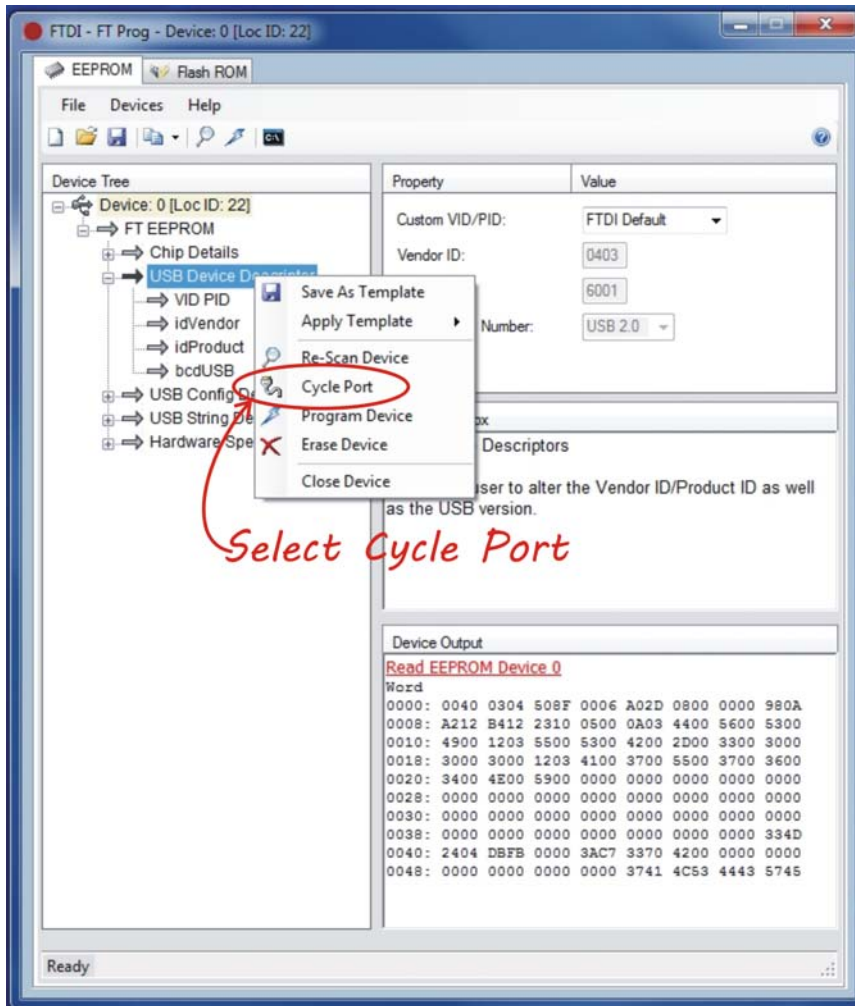 FTDI - FT Prog - Device: 0 [Loc ID: 22]
EEPROM Flash ROM
File Devices Help
C:\
Device Tree
Device: 0 [Loc ID: 22]
FT EEPROM
Chip Details
USB Device Descriptor
VID PID
idVendor
idProduct
bcdUSB
USB Config De
USB String De
Hardware Spe
Property Value
Custom VID/PID: FTDI Default
Vendor ID: 0403
6001
Number: USB 2.0
Save As Template
Apply Template
Re-Scan Device
Cycle Port
Program Device
Erase Device
Close Device
Descriptors
user to alter the Vendor ID/Product ID as well
as the USB version.
Select Cycle Port
Device Output
Read EEPROM Device 0
Word
0000: 0040 0304 508F 0006 A02D 0800 0000 980A
0008: A212 B412 2310 0500 0A03 4400 5600 5300
0010: 4900 1203 5500 5300 4200 2D00 3300 3000
0018: 3000 3000 1203 4100 3700 5500 3700 3600
0020: 3400 4E00 5900 0000 0000 0000 0000 0000
0028: 0000 0000 0000 0000 0000 0000 0000 0000
0030: 0000 0000 0000 0000 0000 0000 0000 0000
0038: 0000 0000 0000 0000 0000 0000 0000 334D
0040: 2404 DBFB 0000 3AC7 3370 4200 0000 0000
0048: 0000 0000 0000 0000 3741 4C53 4443 5745
Ready